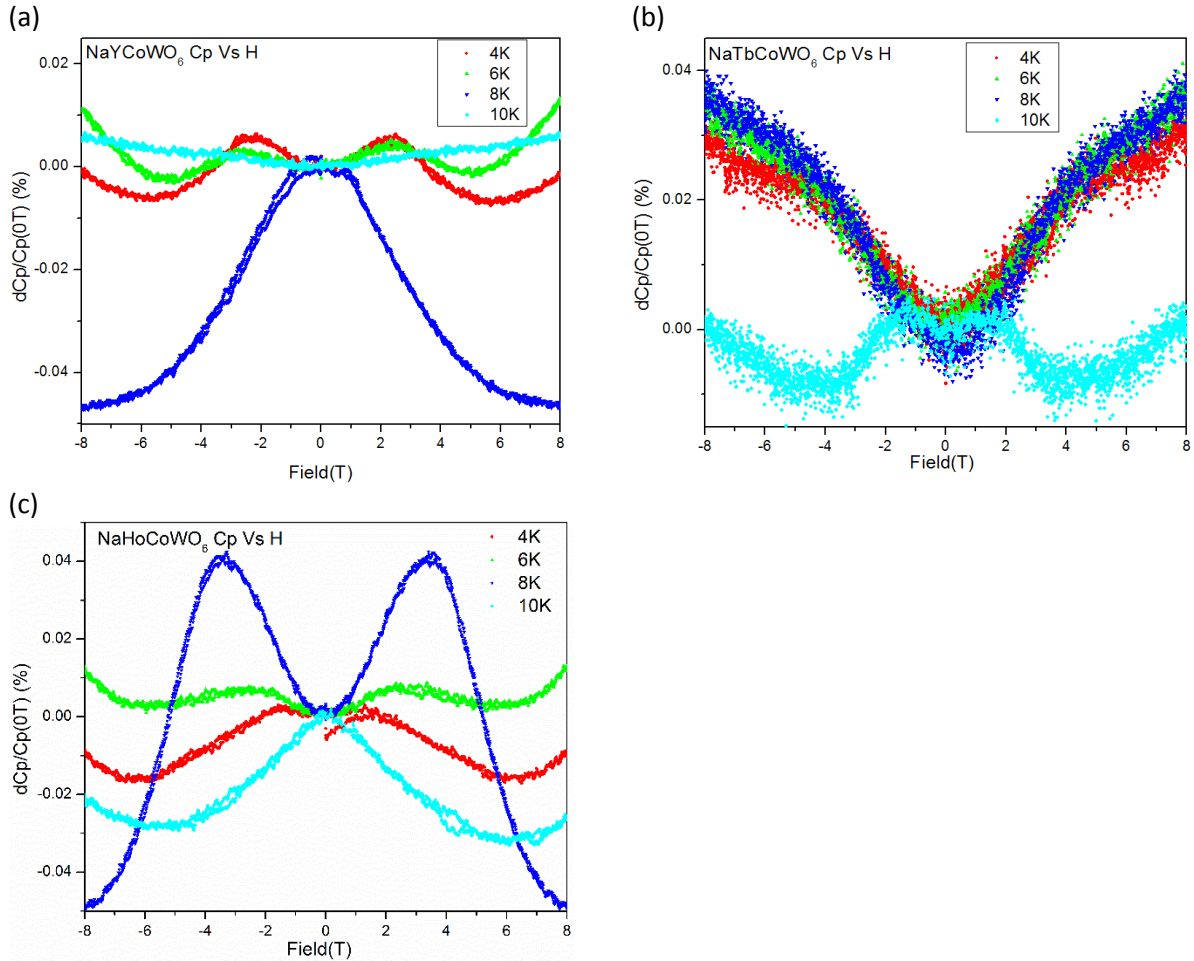 (a)
NaYCoWO6 Cp Vs H
4K
6K
8K
10K
0.02
0.00
-0.02
-0.04
dCp/Cp(0T) (%)
-8 -6 -4 -2 0 2 4 6 8
Field(T)
(b)
NaTbCoWO6 Cp Vs H
4K
6K
8K
10K
0.04
0.02
0.00
dCp/Cp(0T) (%)
-8 -6 -4 -2 0 2 4 6 8
Field(T)
(c)
NaHoCoWO6 Cp Vs H
4K
6K
8K
10K
0.04
0.02
0.00
-0.02
-0.04
dCp/Cp(0T) (%)
-8 -6 -4 -2 0 2 4 6 8
Field(T)